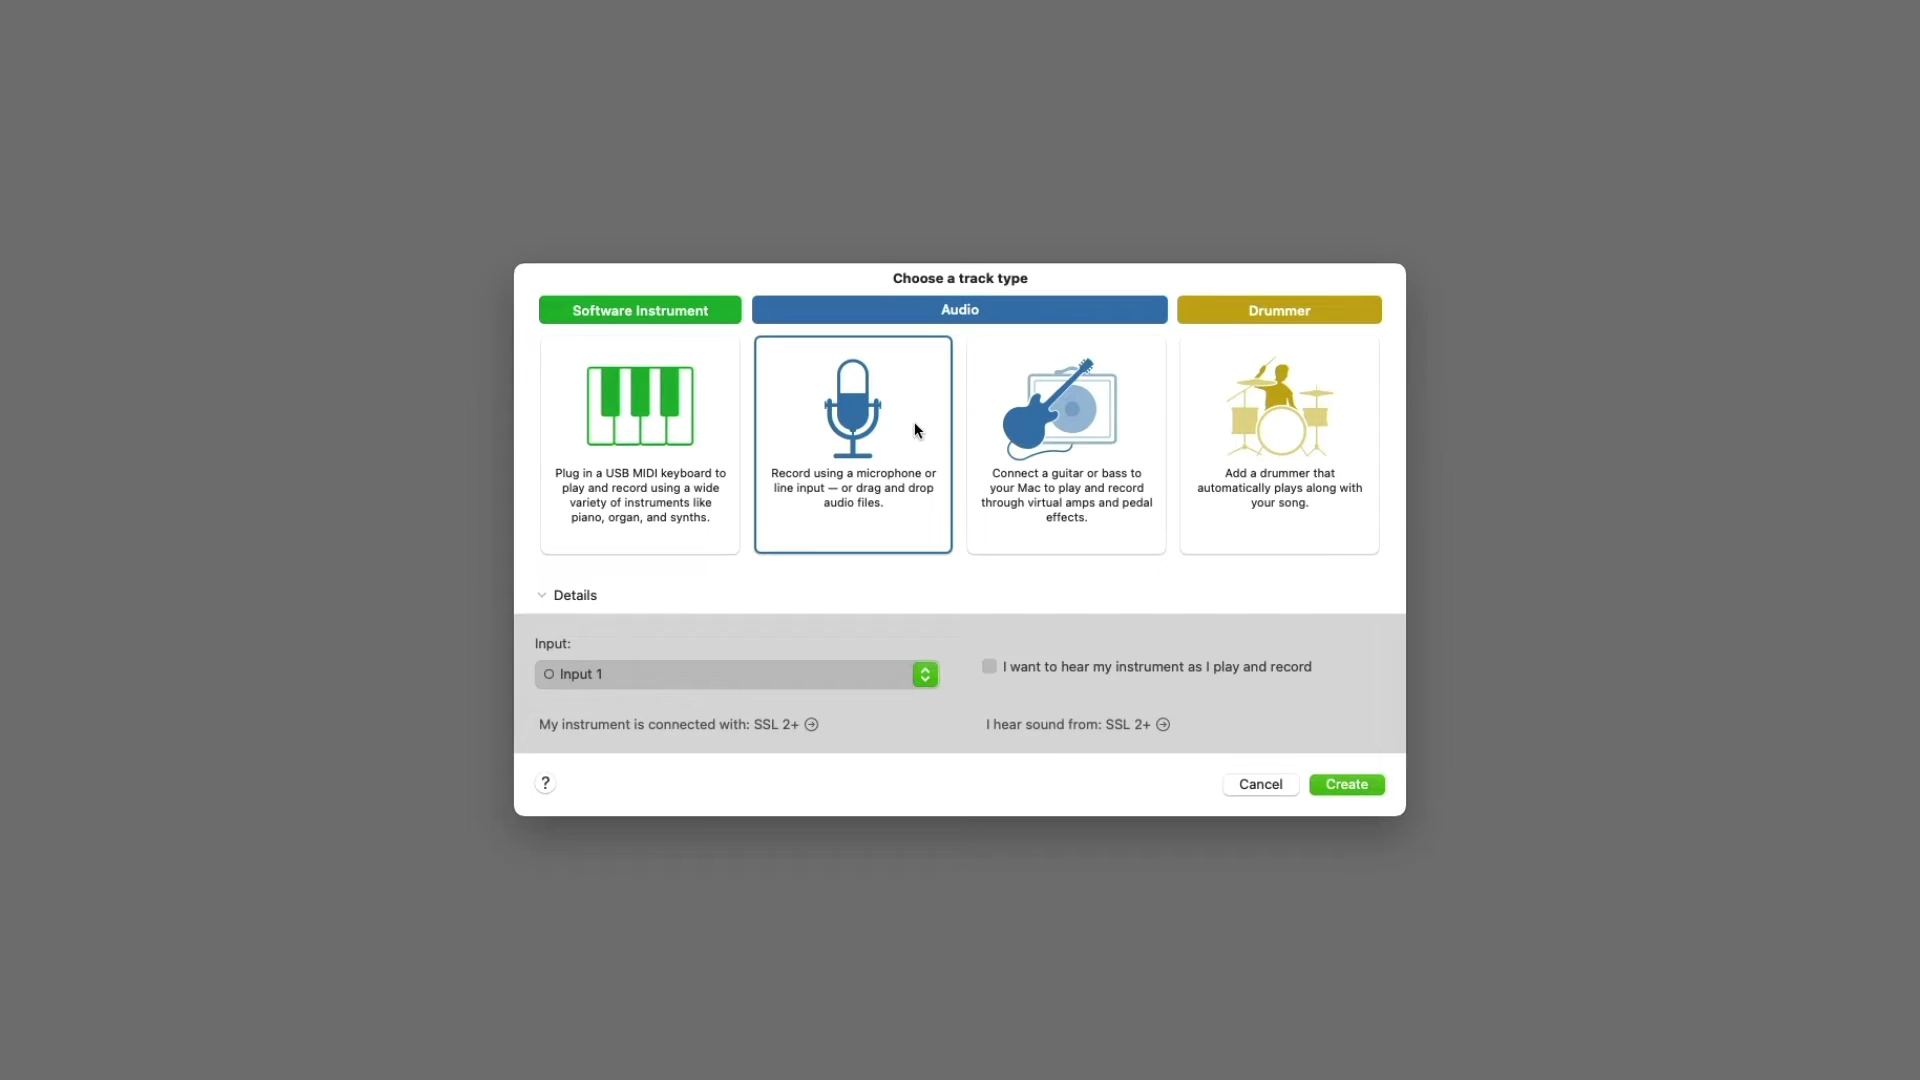 Choose a track type
Software Instrument
Audio
Drummer
Plug in a USB MIDI keyboard to
play and record using a wide
variety of instruments like
piano, organ, and synths.
Record using a microphone or
line input — or drag and drop
audio files.
Connect a guitar or bass to
your Mac to play and record
through virtual amps and pedal
effects.
Add a drummer that
automatically plays along with
your song.
Details
Input:
Input 1
I want to hear my instrument as I play and record
My instrument is connected with: SSL 2+
I hear sound from: SSL 2+
?
Cancel
Create